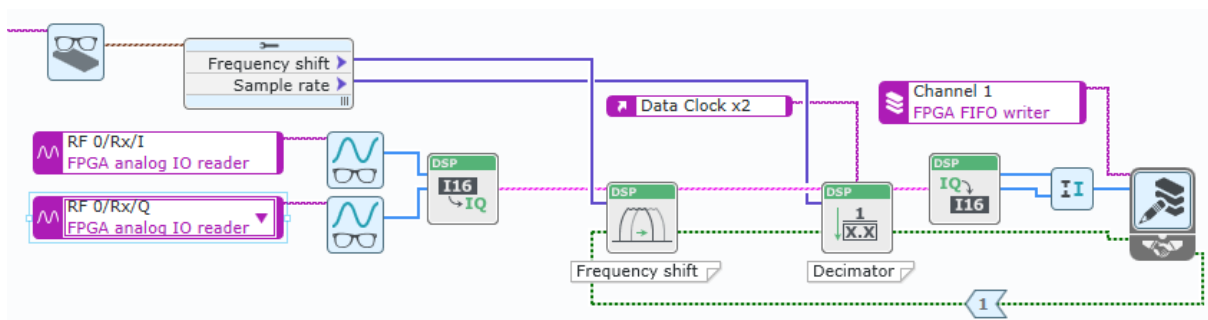 Frequency shift
Sample rate
Data Clock x2
Channel 1
FPGA FIFO writer
RF 0/Rx/I
FPGA analog IO reader
RF 0/Rx/Q
FPGA analog IO reader
DSP
I16
IQ
DSP
DSP
1
X.X
DSP
IQ
I16
II
Frequency shift
Decimator
1